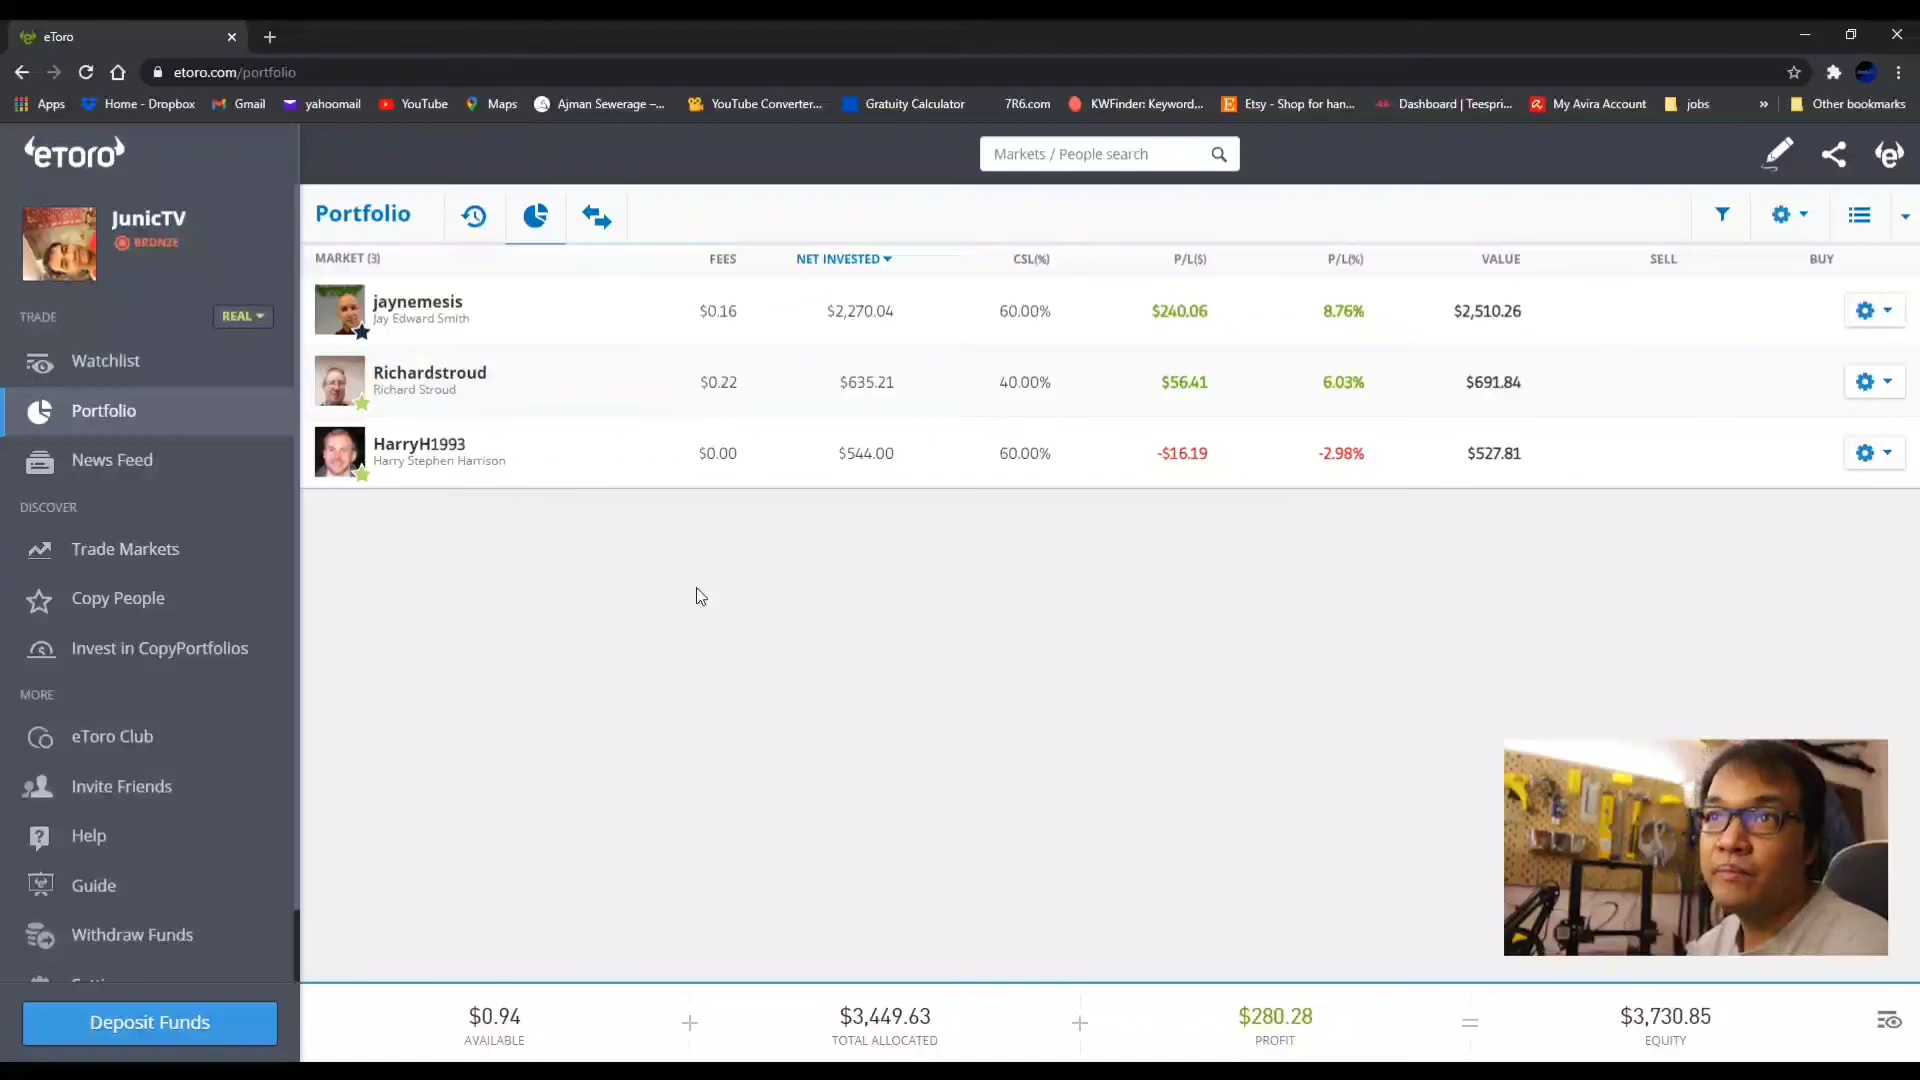 eToro
etoro.com/portfolio
Apps
Home - Dropbox
Gmail
yahoomail
YouTube
Maps
Ajman Sewerage –...
YouTube Converter...
Gratuity Calculator
7R6.com
KWFinder: Keyword...
Etsy - Shop for han...
Dashboard | Teespri...
My Avira Account
jobs
»
Other bookmarks
eToro
Markets / People search
JunicTV
BRONZE
TRADE
REAL
Watchlist
Portfolio
News Feed
DISCOVER
Trade Markets
Copy People
Invest in CopyPortfolios
MORE
eToro Club
Invite Friends
Help
Guide
Withdraw Funds
Deposit Funds
Portfolio
MARKET (3) FEES NET INVESTED CSL(%) P/L($) P/L(%) VALUE SELL BUY
jaynemesis
Jay Edward Smith
$0.16 $2,270.04 60.00% $240.06 8.76% $2,510.26
Richardstroud
Richard Stroud
$0.22 $635.21 40.00% $56.41 6.03% $691.84
HarryH1993
Harry Stephen Harrison
$0.00 $544.00 60.00% -$16.19 -2.98% $527.81
$0.94 + $3,449.63 + $280.28 = $3,730.85
AVAILABLE TOTAL ALLOCATED PROFIT EQUITY